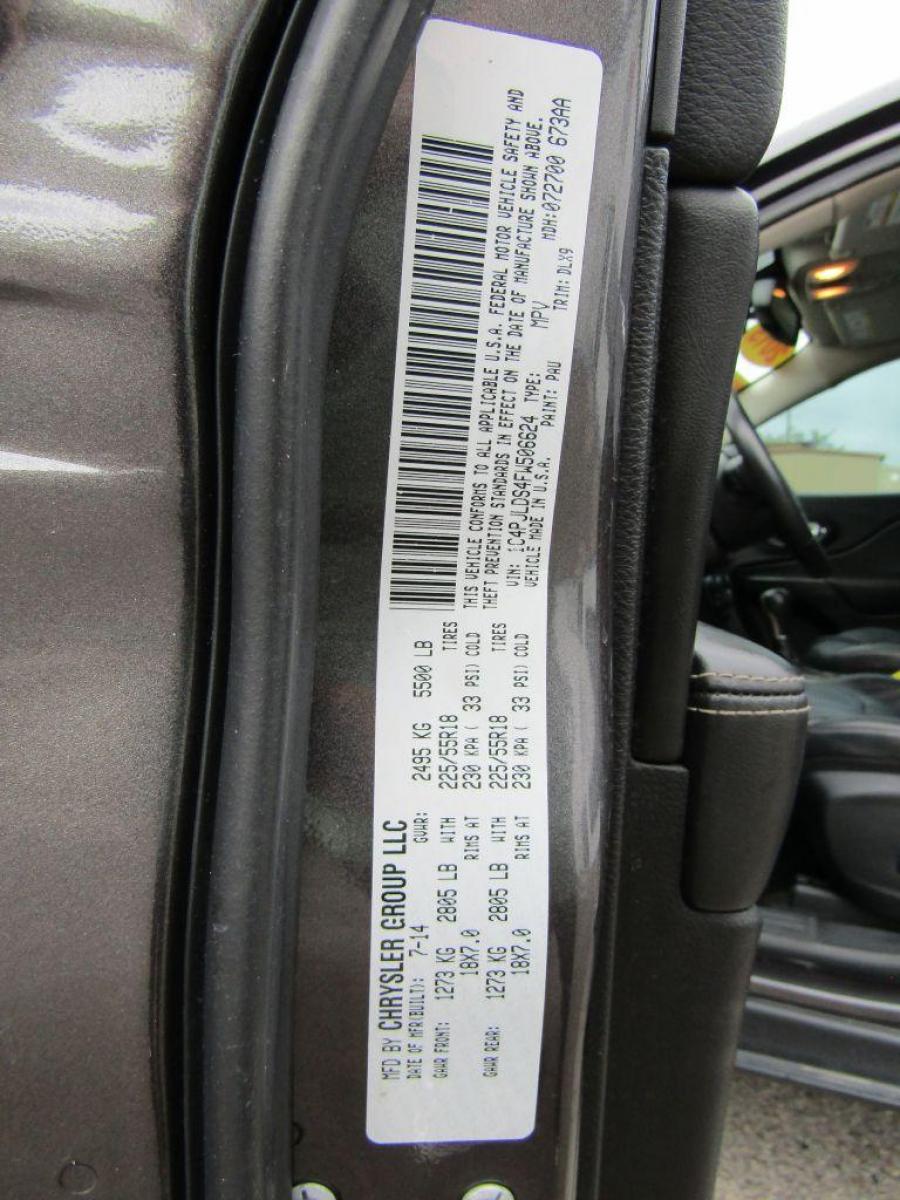 MFD BY CHRYSLER GROUP LLC
DATE OF MFR(BUILT): 7-14 GVWR: 2495 KG 5500 LB
GAWR FRONT: 1273 KG 2805 LB WITH 225/55R18 TIRES
18X7.0 RIMS AT 230 KPA ( 33 PSI) COLD
GAWR REAR: 1273 KG 2805 LB WITH 225/55R18 TIRES
18X7.0 RIMS AT 230 KPA ( 33 PSI) COLD
THIS VEHICLE CONFORMS TO ALL APPLICABLE U.S.A. FEDERAL MOTOR VEHICLE SAFETY AND
THEFT PREVENTION STANDARDS IN EFFECT ON THE DATE OF MANUFACTURE SHOWN ABOVE.
VIN: 1C4PJLDS4FW506624 TYPE: MPV MDH:072700 673AA
VEHICLE MADE IN U.S.A. PAINT: PAU TRIM: DLX9